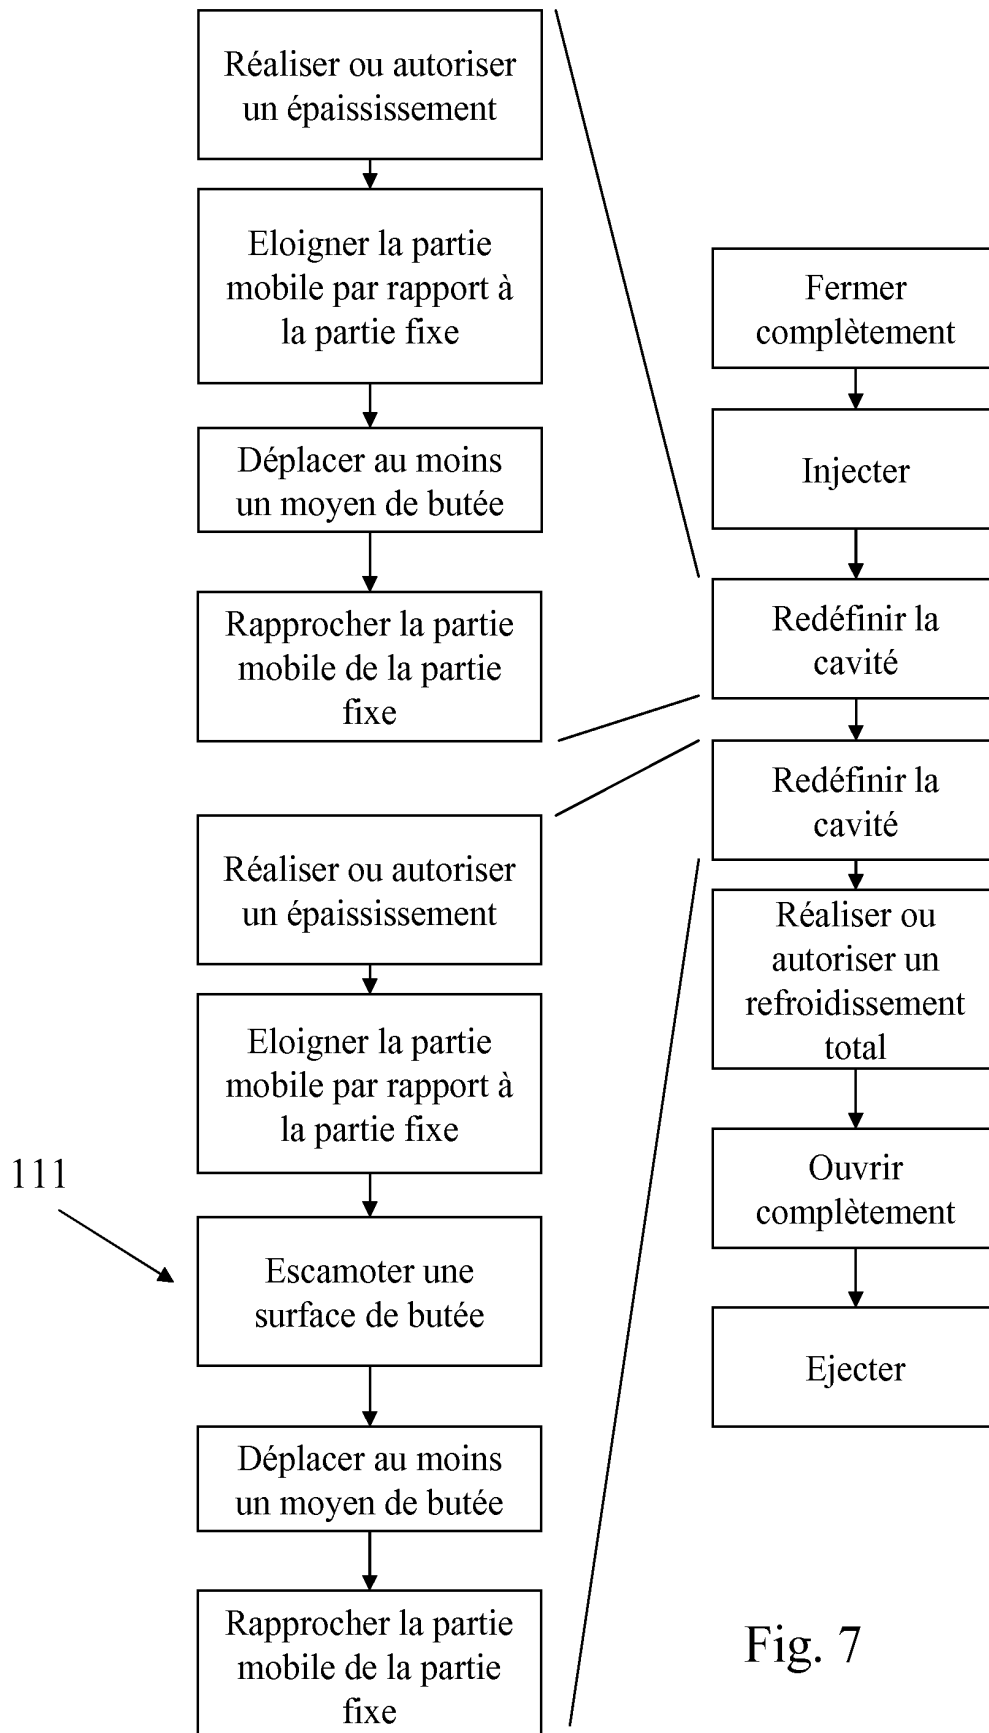 Réaliser ou autoriser
un épaississement
Eloigner la partie
mobile par rapport à
la partie fixe
Déplacer au moins
un moyen de butée
Rapprocher la partie
mobile de la partie
fixe
Réaliser ou autoriser
un épaississement
Eloigner la partie
mobile par rapport à
la partie fixe
111
Escamoter une
surface de butée
Déplacer au moins
un moyen de butée
Rapprocher la partie
mobile de la partie
fixe
Fermer
complètement
Injecter
Redéfinir la
cavité
Redéfinir la
cavité
Réaliser ou
autoriser un
refroidissement
total
Ouvrir
complètement
Ejecter
Fig. 7